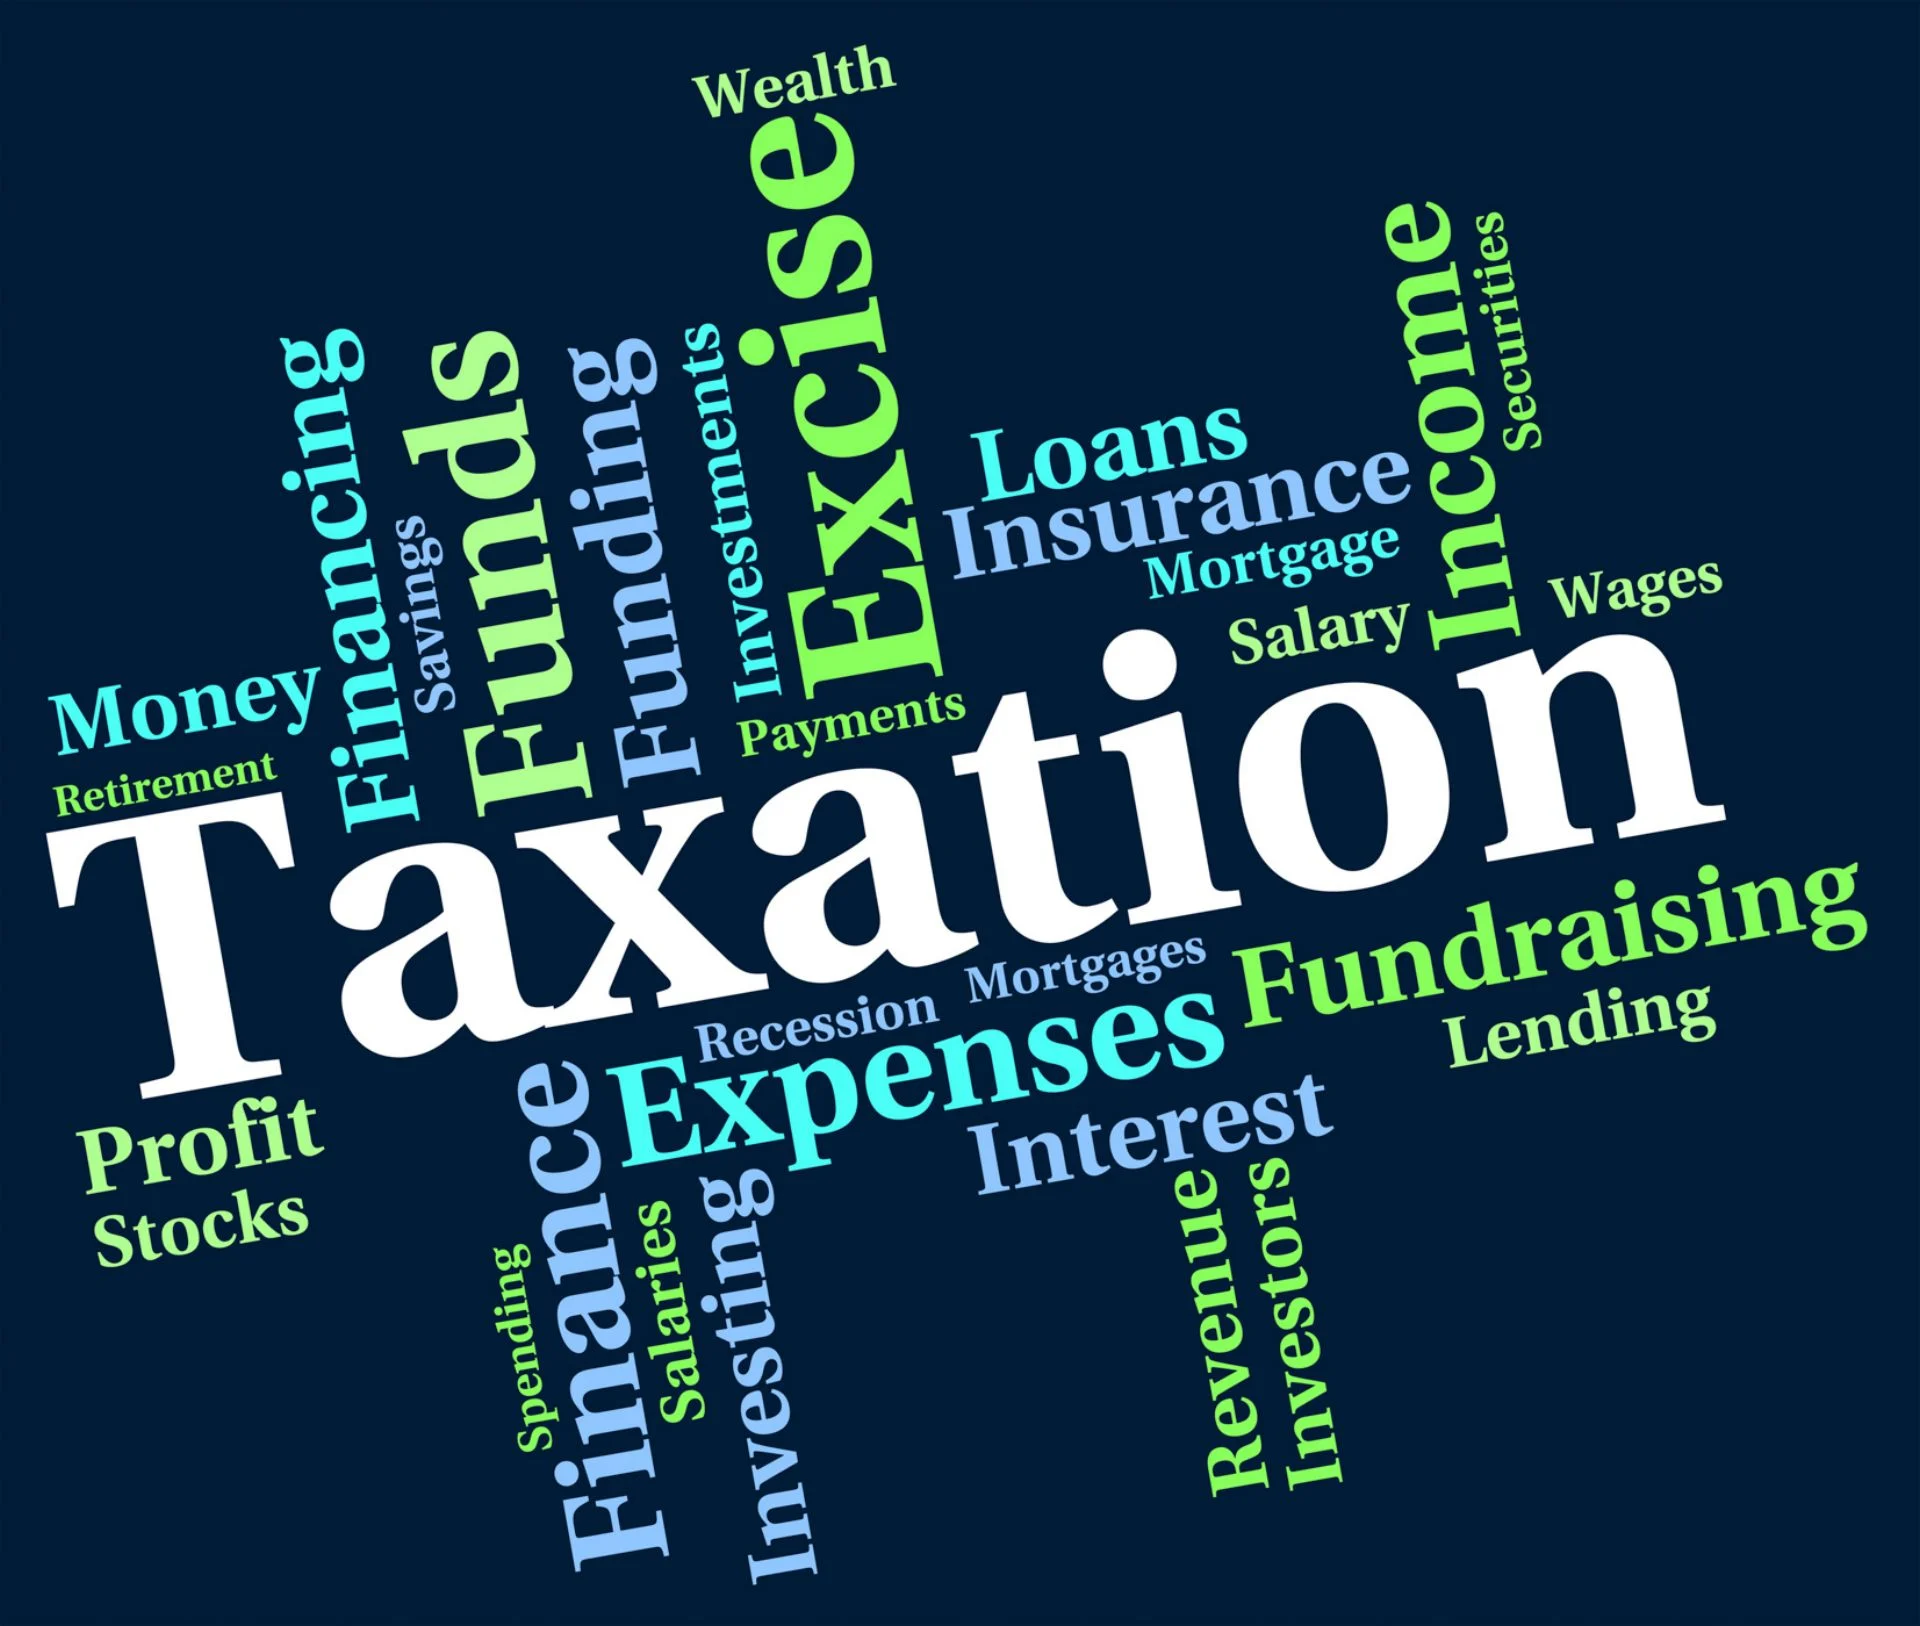 Wealth
Excise
Income
Securities
Financing
Savings
Funds
Funding
Investments
Loans
Insurance
Mortgage
Salary
Wages
Money
Retirement
Payments
Taxation
Mortgages
Recession
Fundraising
Lending
Expenses
Interest
Profit
Stocks
Finance
Spending
Salaries
Investing
Revenue
Investors